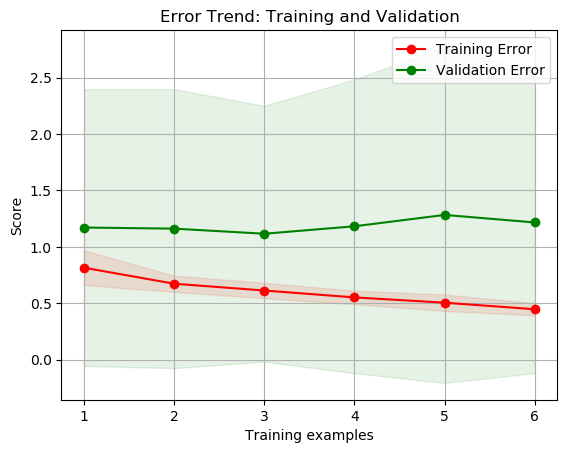 Error Trend: Training and Validation
Training Error
Validation Error
2.5
2.0
1.5
1.0
0.5
0.0
Score
1 2 3 4 5 6
Training examples